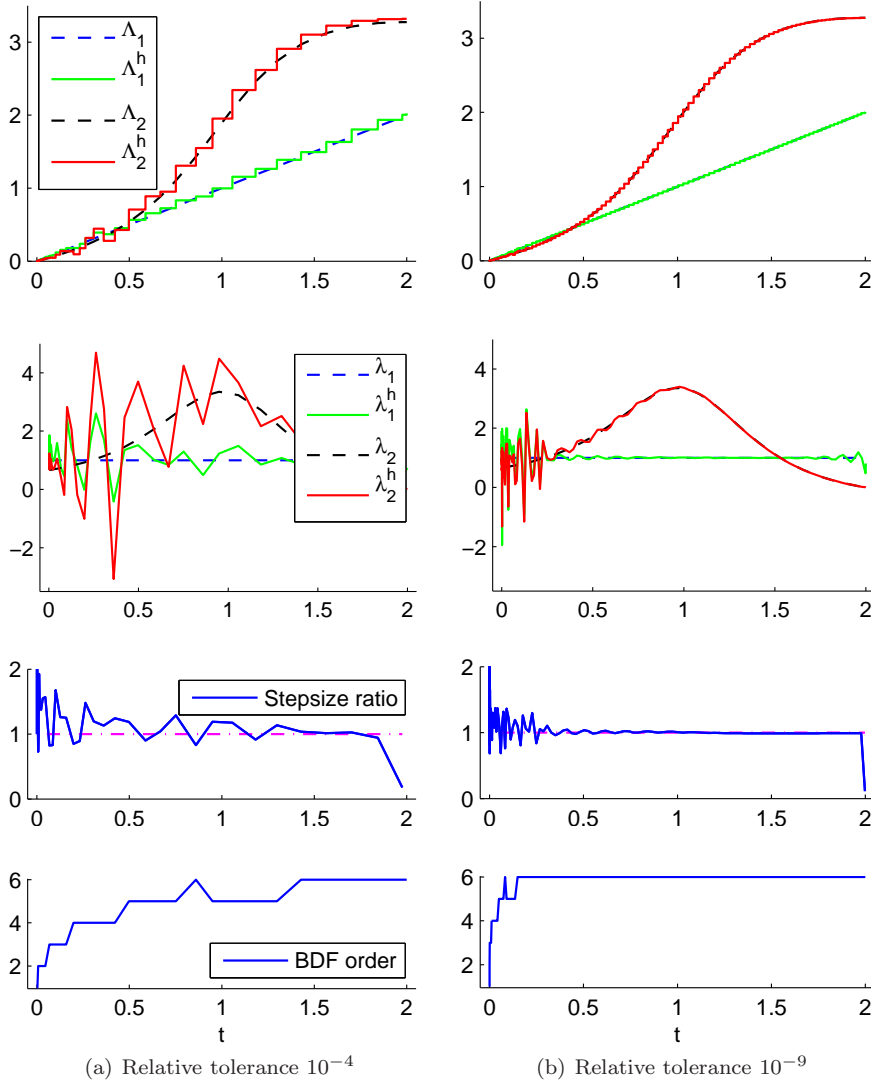 3
2
1
0
0 0.5 1 1.5 2
Λ₁
Λ₁ʰ
Λ₂
Λ₂ʰ
3
2
1
0
0 0.5 1 1.5 2
4
2
0
−2
0 0.5 1 1.5 2
λ₁
λ₁ʰ
λ₂
λ₂ʰ
4
2
0
−2
0 0.5 1 1.5 2
2
1
0
0 0.5 1 1.5 2
Stepsize ratio
2
1
0
0 0.5 1 1.5 2
6
4
2
0 0.5 1 1.5 2
BDF order
t
6
4
2
0 0.5 1 1.5 2
t
(a) Relative tolerance 10⁻⁴
(b) Relative tolerance 10⁻⁹